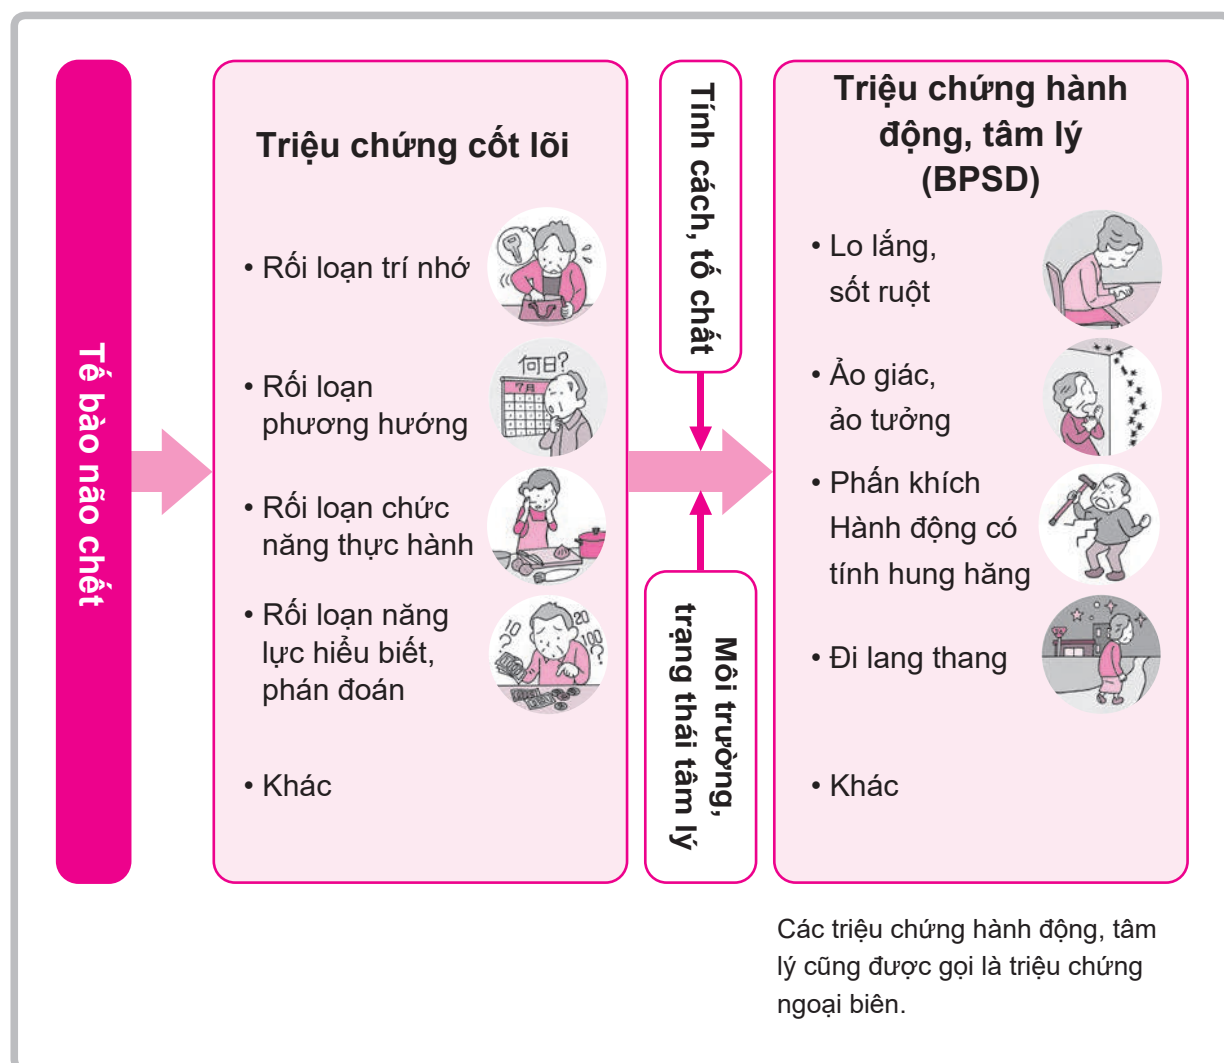 Tế bào não chết
Triệu chứng cốt lõi
• Rối loạn trí nhớ
• Rối loạn
phương hướng
何日?
7月
• Rối loạn chức
năng thực hành
• Rối loạn năng
lực hiểu biết,
phán đoán
10
?
20
100
?
• Khác
Tính cách, tố chất
Môi trường,
trạng thái tâm lý
Triệu chứng hành
động, tâm lý
(BPSD)
• Lo lắng,
sốt ruột
• Ảo giác,
ảo tưởng
• Phấn khích
Hành động có
tính hung hăng
• Đi lang thang
• Khác
Các triệu chứng hành động, tâm
lý cũng được gọi là triệu chứng
ngoại biên.